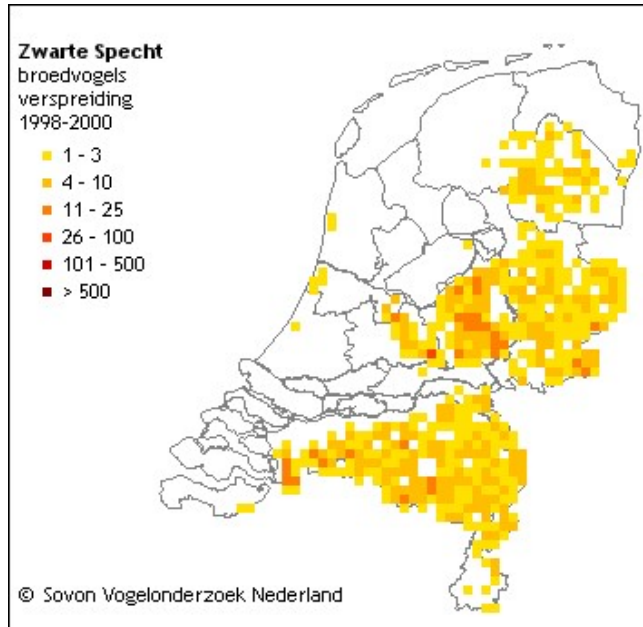 Zwarte Specht
broedvogels
verspreiding
1998-2000
1 - 3
4 - 10
11 - 25
26 - 100
101 - 500
> 500
© Sovon Vogelonderzoek Nederland